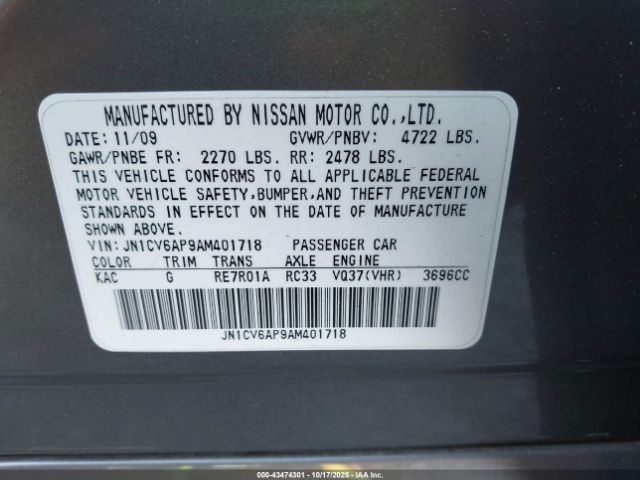 MANUFACTURED BY NISSAN MOTOR CO.,LTD.
DATE: 11/09 GVWR/PNBV: 4722 LBS.
GAWR/PNBE FR: 2270 LBS. RR: 2478 LBS.
THIS VEHICLE CONFORMS TO ALL APPLICABLE FEDERAL
MOTOR VEHICLE SAFETY,BUMPER,AND THEFT PREVENTION
STANDARDS IN EFFECT ON THE DATE OF MANUFACTURE
SHOWN ABOVE.
VIN: JN1CV6AP9AM401718 PASSENGER CAR
COLOR TRIM TRANS AXLE ENGINE
KAC G RE7R01A RC33 VQ37(VHR) 3696CC
JN1CV6AP9AM401718
000-43474301 - 10/17/2025 - IAA Inc.